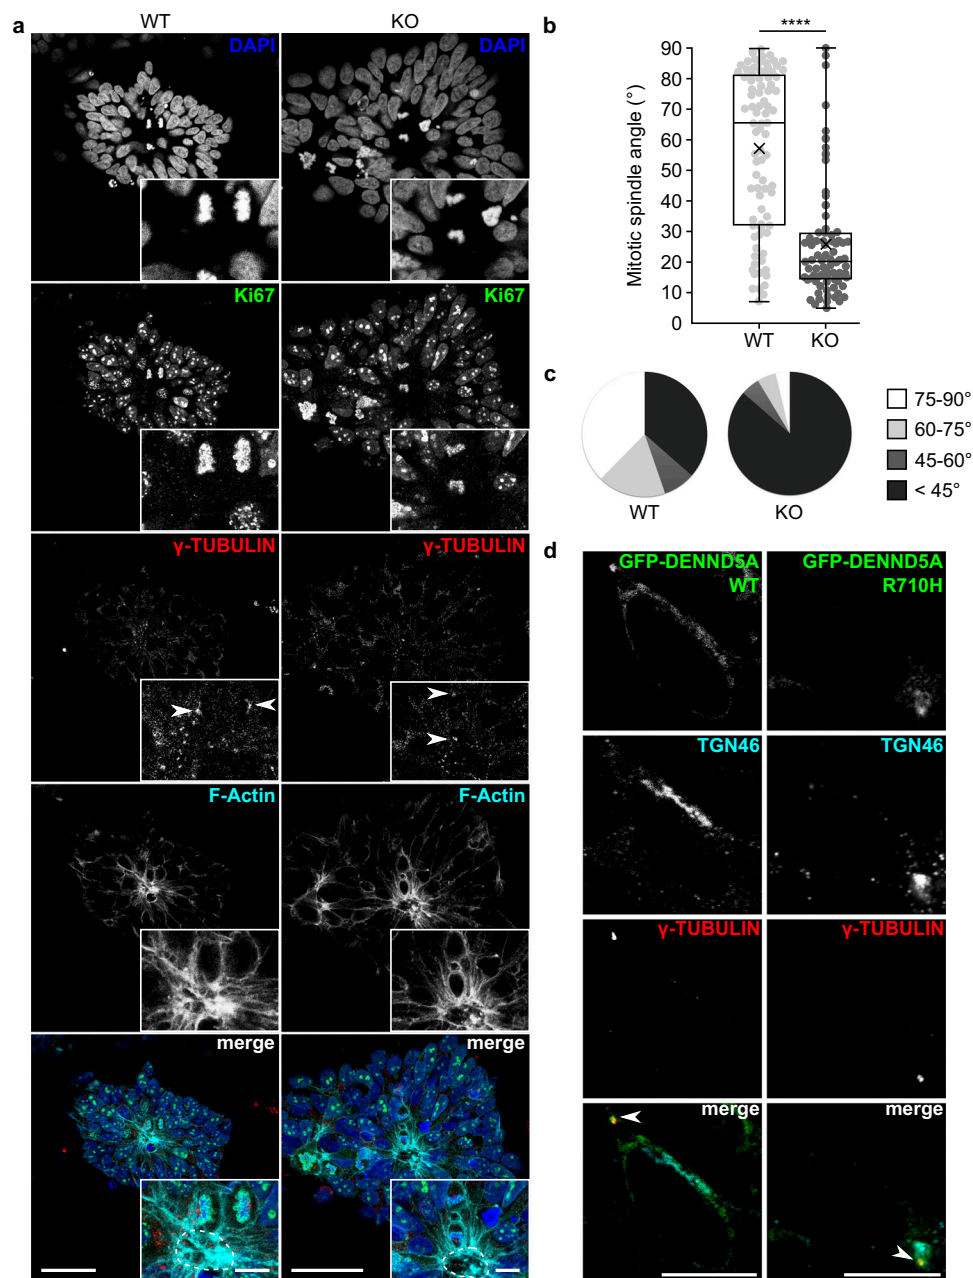 a
WT
KO
DAPI
DAPI
Ki67
Ki67
γ-TUBULIN
γ-TUBULIN
F-Actin
F-Actin
merge
merge
b
****
Mitotic spindle angle (°)
90
80
70
60
50
40
30
20
10
0
WT
KO
c
WT
KO
75-90°
60-75°
45-60°
< 45°
d
GFP-DENND5A
WT
GFP-DENND5A
R710H
TGN46
TGN46
γ-TUBULIN
γ-TUBULIN
merge
merge